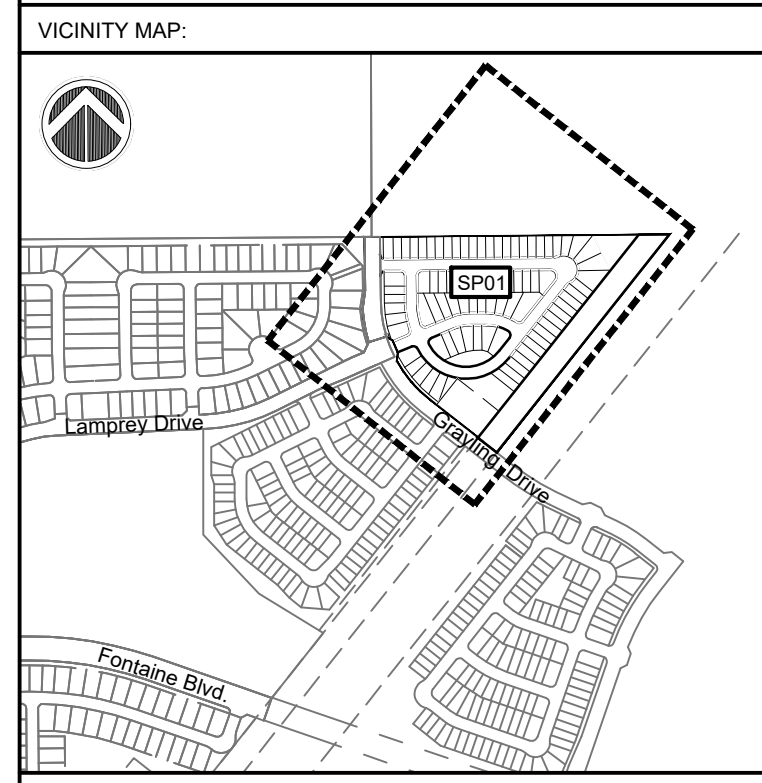 VICINITY MAP:
SP01
Lamprey Drive
Grayling Drive
Fontaine Blvd.